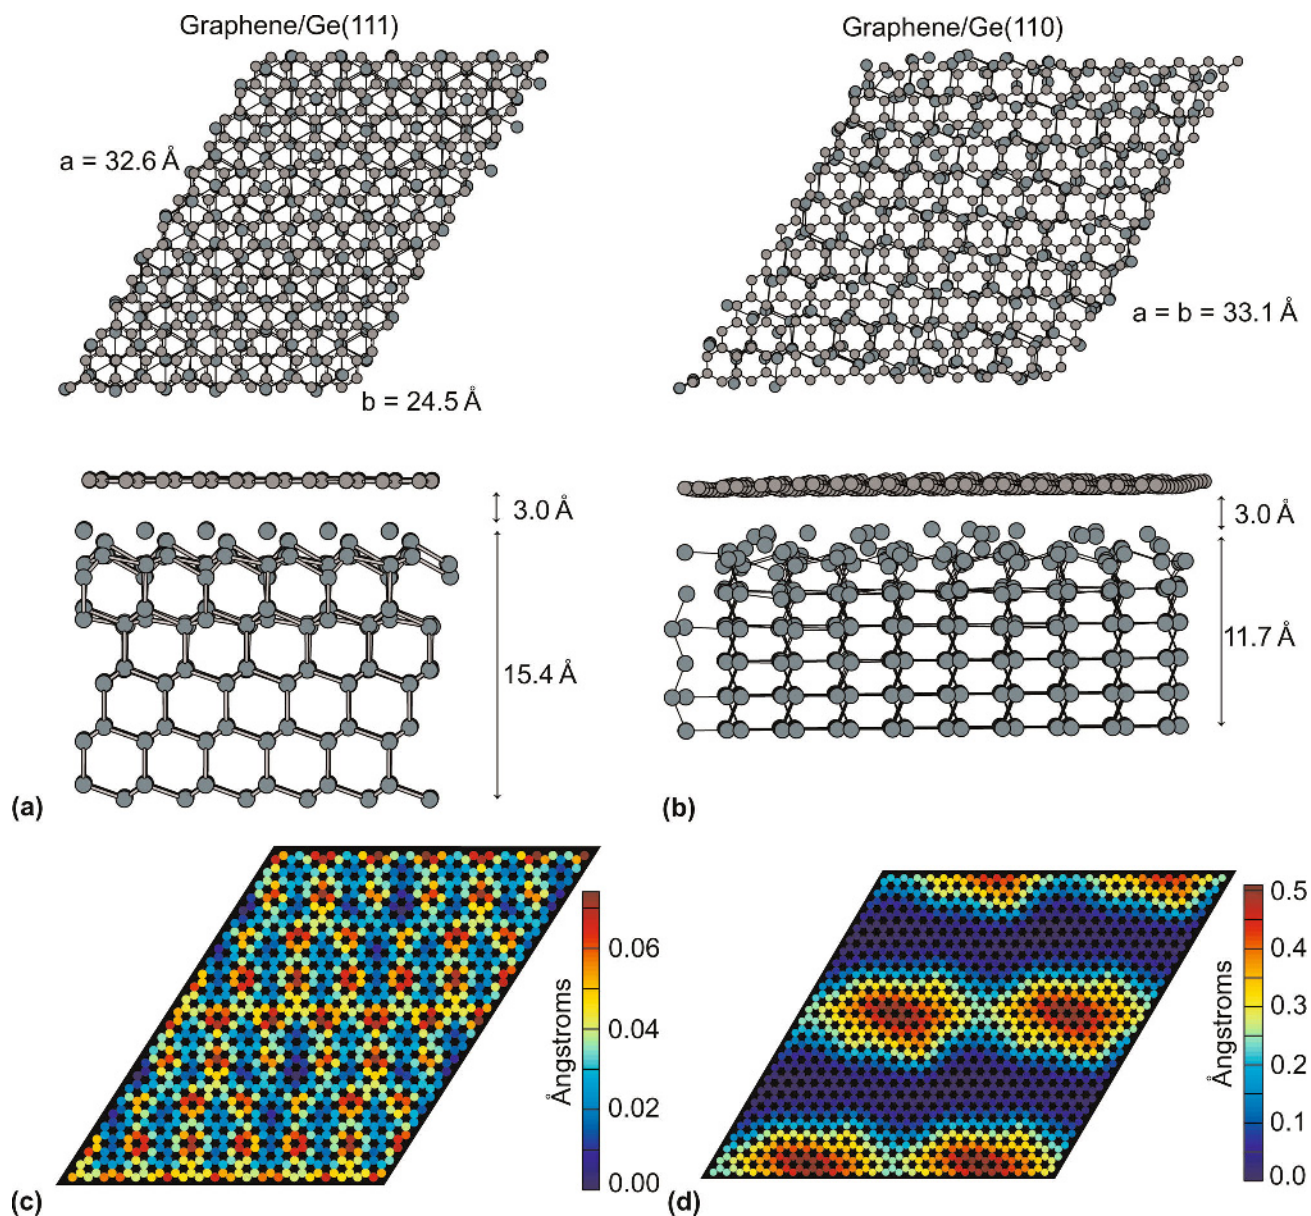 Graphene/Ge(111)
Graphene/Ge(110)
a = 32.6 Å
b = 24.5 Å
a = b = 33.1 Å
3.0 Å
15.4 Å
(a)
3.0 Å
11.7 Å
(b)
Ångstroms
0.06
0.04
0.02
0.00
(c)
Ångstroms
0.5
0.4
0.3
0.2
0.1
0.0
(d)